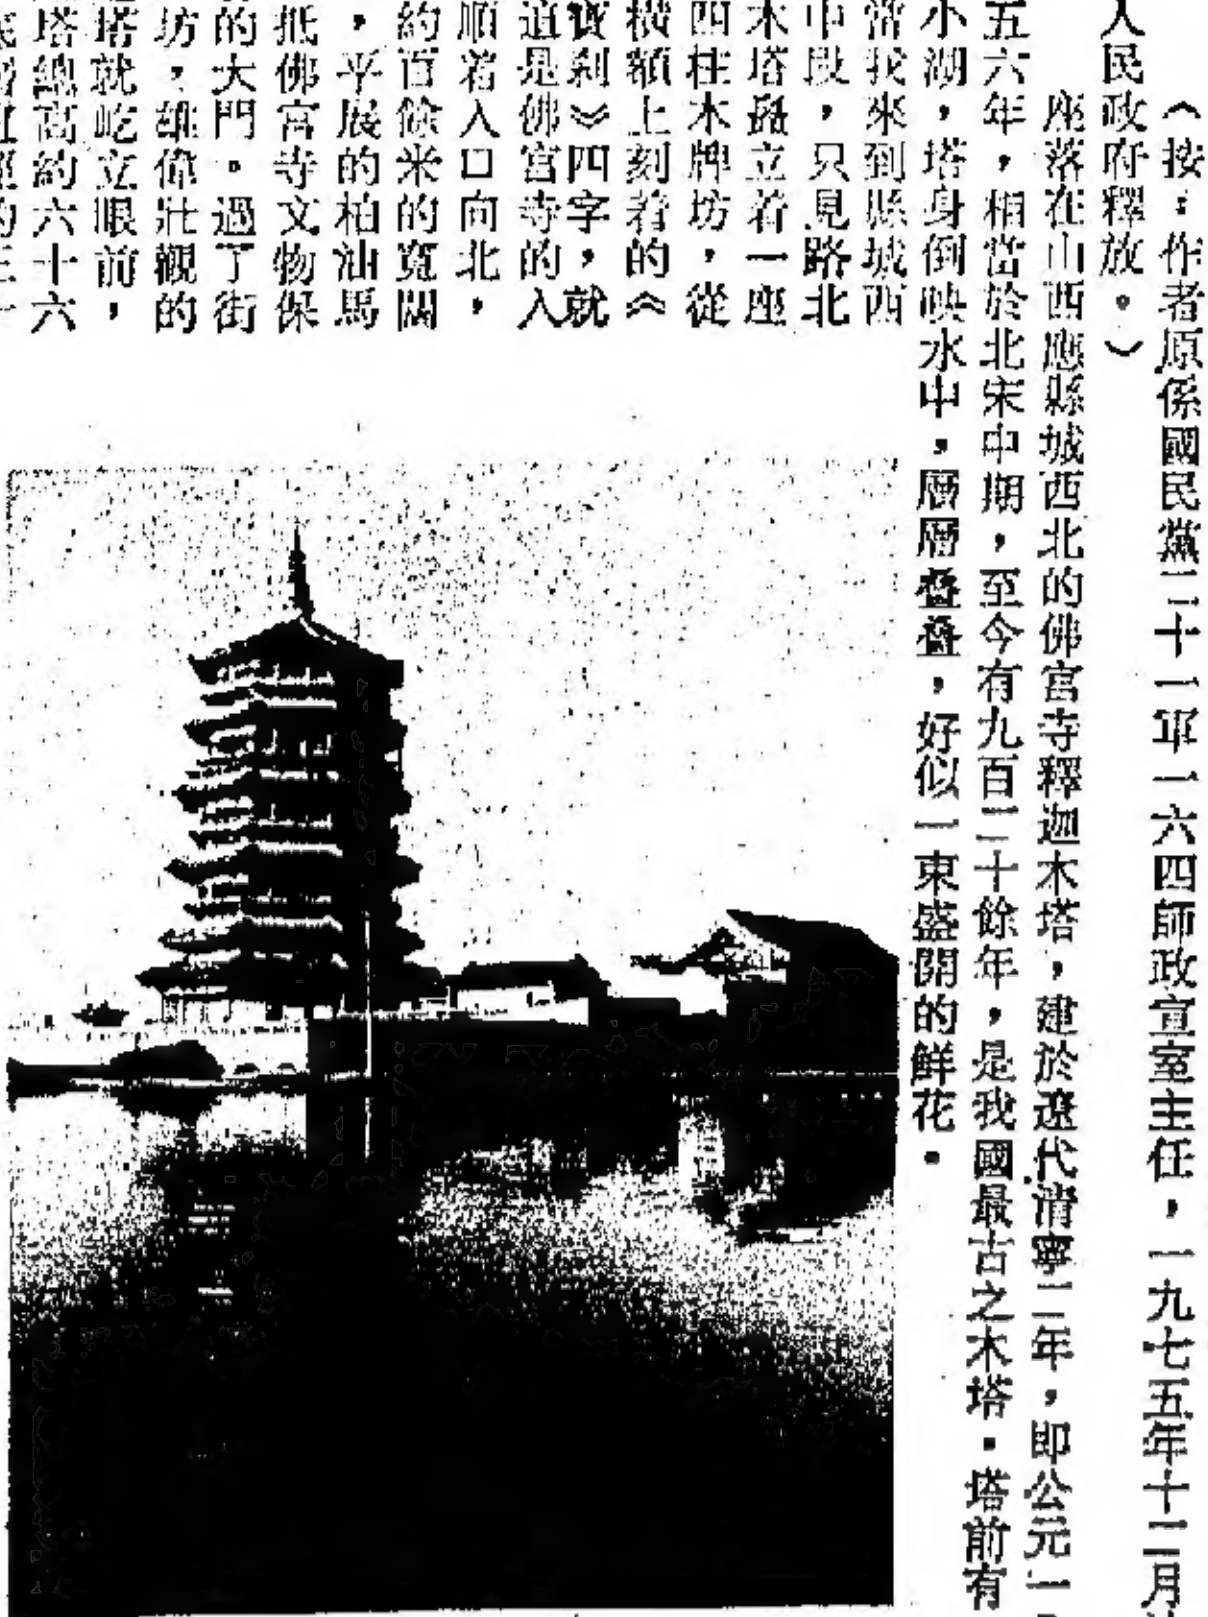 （按：作者原係國民黨二十一軍一六四師政宣室主任，一九七五年十二月
人民政府釋放。）
座落在山西應縣城西北的佛宮寺釋迦木塔，建於遼代清寧二年，即公元一
五六年，相當於北宋中期，至今有九百二十餘年，是我國最古之木塔。塔前有
小湖，塔身倒映水中，層層叠叠，好似一束盛開的鮮花。
當我來到縣城西
中段，只見路北
木塔矗立着一座
四柱木牌坊，從
橫額上刻着的《
寶剎》四字，就
道是佛宮寺的入
順着入口向北，
約百餘米的寬闊
，平展的柏油馬
抵佛宮寺文物保
的大門。過了街
坊，雄偉壯觀的
塔就屹立眼前，
塔總高約六十六